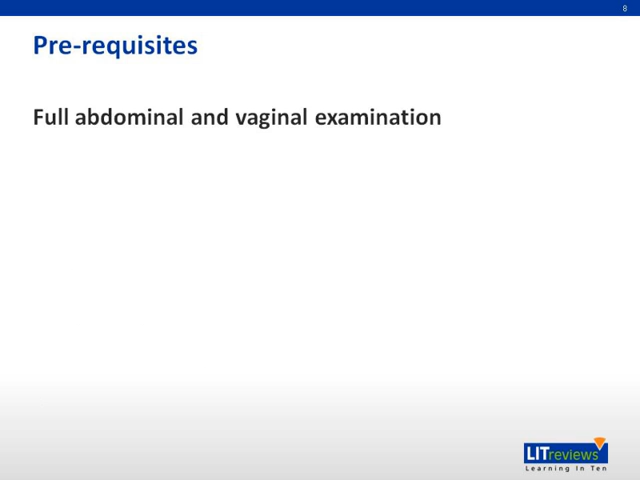 8
Pre-requisites
Full abdominal and vaginal examination
LITreviews
Learning In Ten